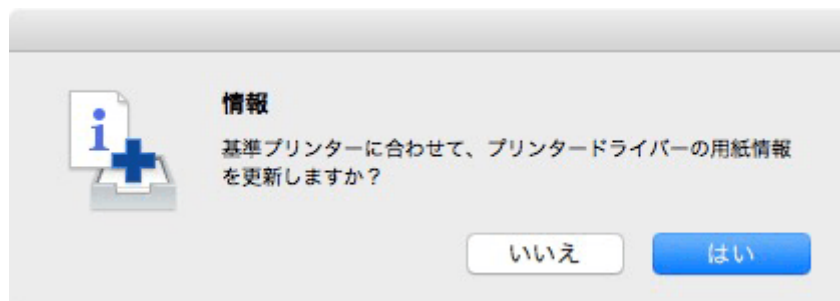 情報
基準プリンターに合わせて、プリンタードライバーの用紙情報
を更新しますか？
いいえ
はい